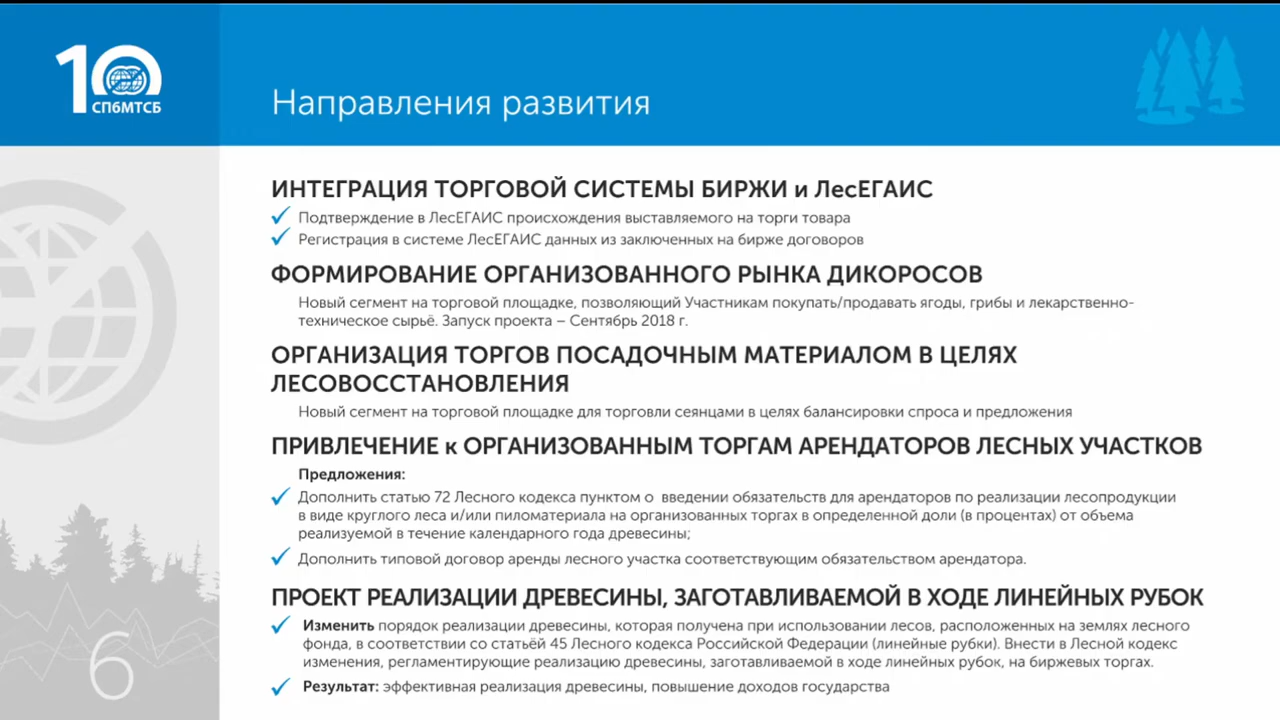 10
СПбМТСБ
Направления развития
ИНТЕГРАЦИЯ ТОРГОВОЙ СИСТЕМЫ БИРЖИ и ЛесЕГАИС
Подтверждение в ЛесЕГАИС происхождения выставляемого на торги товара
Регистрация в системе ЛесЕГАИС данных из заключенных на бирже договоров
ФОРМИРОВАНИЕ ОРГАНИЗОВАННОГО РЫНКА ДИКОРОСОВ
Новый сегмент на торговой площадке, позволяющий Участникам покупать/продавать ягоды, грибы и лекарственно-
техническое сырьё. Запуск проекта – Сентябрь 2018 г.
ОРГАНИЗАЦИЯ ТОРГОВ ПОСАДОЧНЫМ МАТЕРИАЛОМ В ЦЕЛЯХ
ЛЕСОВОССТАНОВЛЕНИЯ
Новый сегмент на торговой площадке для торговли сеянцами в целях балансировки спроса и предложения
ПРИВЛЕЧЕНИЕ к ОРГАНИЗОВАННЫМ ТОРГАМ АРЕНДАТОРОВ ЛЕСНЫХ УЧАСТКОВ
Предложения:
Дополнить статью 72 Лесного кодекса пунктом о введении обязательств для арендаторов по реализации лесопродукции
в виде круглого леса и/или пиломатериала на организованных торгах в определенной доли (в процентах) от объема
реализуемой в течение календарного года древесины;
Дополнить типовой договор аренды лесного участка соответствующим обязательством арендатора.
ПРОЕКТ РЕАЛИЗАЦИИ ДРЕВЕСИНЫ, ЗАГОТАВЛИВАЕМОЙ В ХОДЕ ЛИНЕЙНЫХ РУБОК
Изменить порядок реализации древесины, которая получена при использовании лесов, расположенных на землях лесного
фонда, в соответствии со статьёй 45 Лесного кодекса Российской Федерации (линейные рубки). Внести в Лесной кодекс
изменения, регламентирующие реализацию древесины, заготавливаемой в ходе линейных рубок, на биржевых торгах.
Результат: эффективная реализация древесины, повышение доходов государства
6